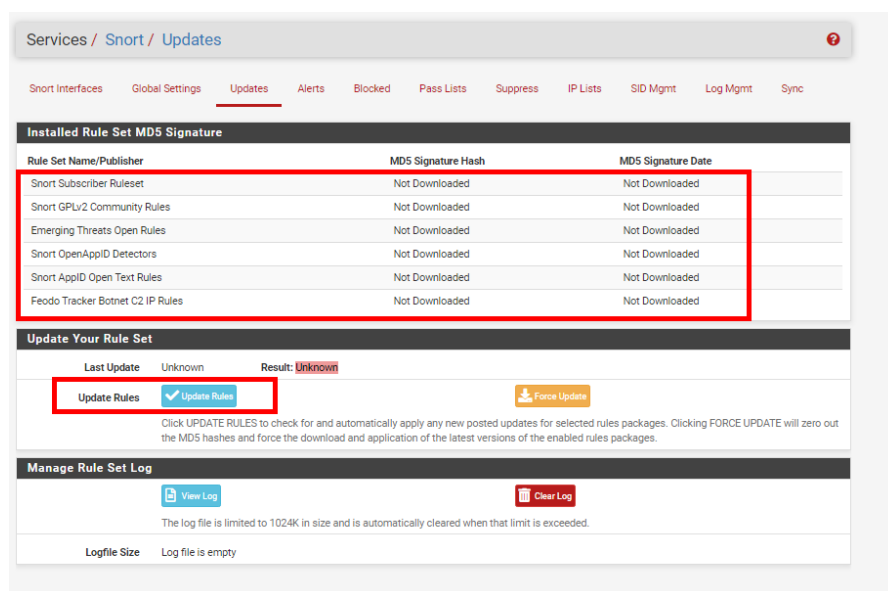 Services / Snort / Updates
Snort Interfaces Global Settings Updates Alerts Blocked Pass Lists Suppress IP Lists SID Mgmt Log Mgmt Sync
Installed Rule Set MD5 Signature
Rule Set Name/Publisher MD5 Signature Hash MD5 Signature Date
Snort Subscriber Ruleset Not Downloaded Not Downloaded
Snort GPLv2 Community Rules Not Downloaded Not Downloaded
Emerging Threats Open Rules Not Downloaded Not Downloaded
Snort OpenAppID Detectors Not Downloaded Not Downloaded
Snort AppID Open Text Rules Not Downloaded Not Downloaded
Feodo Tracker Botnet C2 IP Rules Not Downloaded Not Downloaded
Update Your Rule Set
Last Update Unknown Result: Unknown
Update Rules Update Rules Force Update
Click UPDATE RULES to check for and automatically apply any new posted updates for selected rules packages. Clicking FORCE UPDATE will zero out
the MD5 hashes and force the download and application of the latest versions of the enabled rules packages.
Manage Rule Set Log
View Log Clear Log
The log file is limited to 1024K in size and is automatically cleared when that limit is exceeded.
Logfile Size Log file is empty